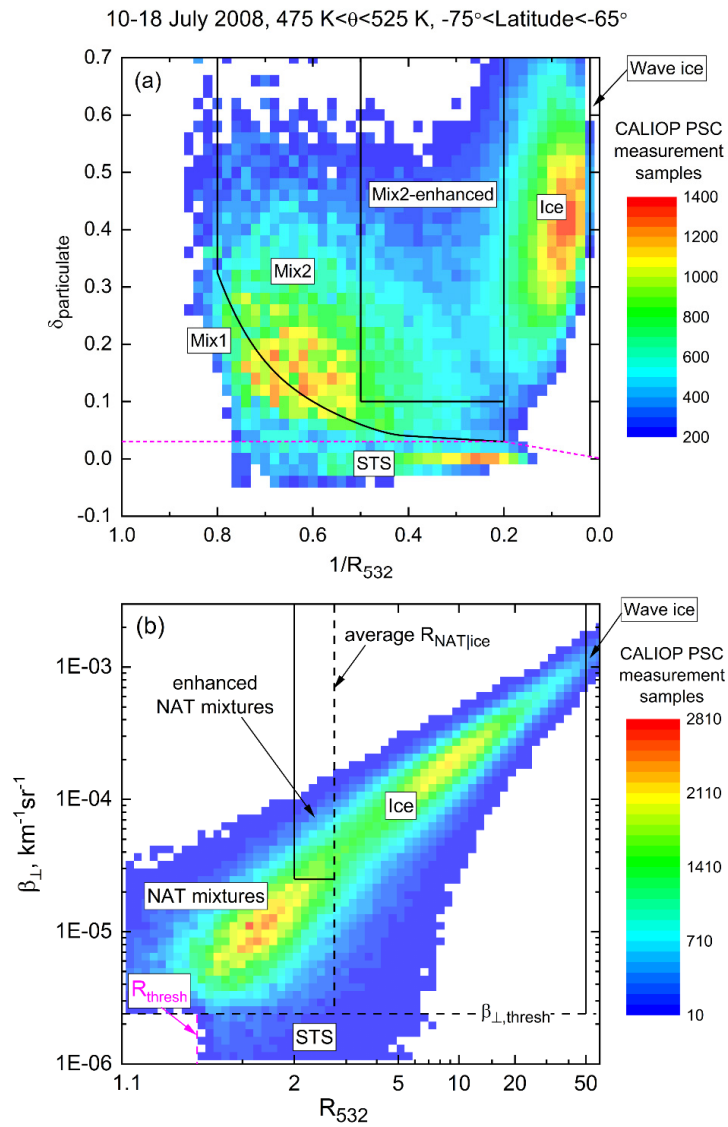 10-18 July 2008, 475 K<θ<525 K, -75°<Latitude<-65°
(a)
Wave ice
CALIOP PSC
measurement
samples
1400
1200
1000
800
600
400
200
0.7
0.6
0.5
0.4
0.3
0.2
0.1
0.0
-0.1
δparticulate
Mix2-enhanced
Ice
Mix2
Mix1
STS
1.0
0.8
0.6
0.4
0.2
0.0
1/R532
(b)
Wave ice
average RNAT|ice
CALIOP PSC
measurement
samples
enhanced
NAT mixtures
2810
2110
1410
710
10
1E-03
1E-04
1E-05
1E-06
β⊥, km-1sr-1
Ice
NAT mixtures
Rthresh
β⊥,thresh
STS
1.1
2
5
10
20
50
R532